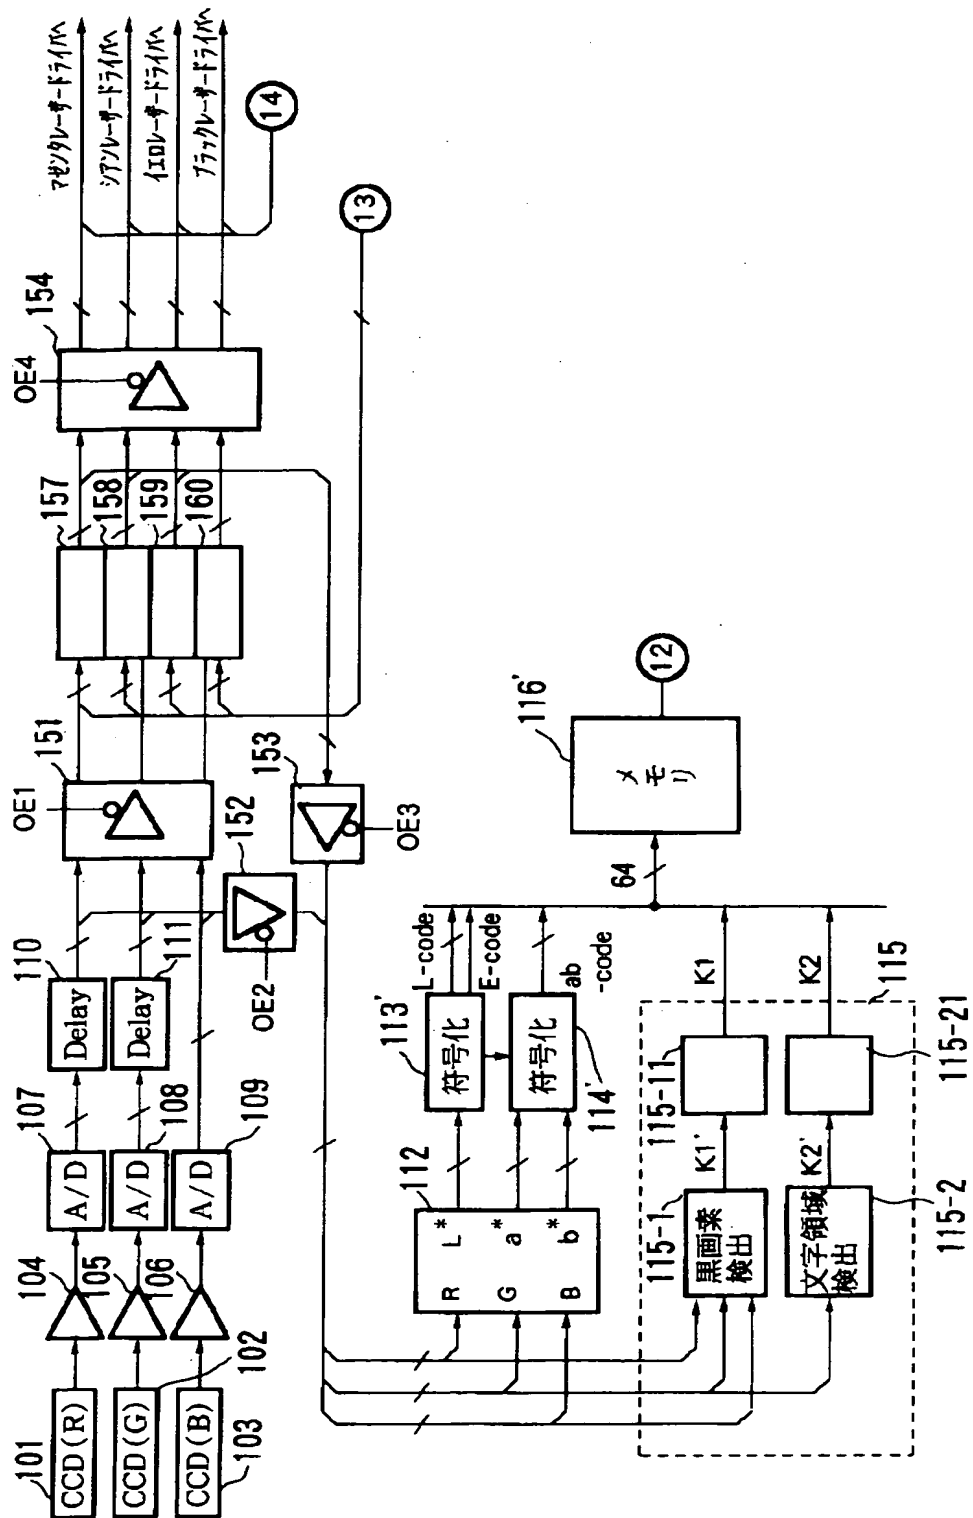 101
CCD(R)
104
107
A/D
110
Delay
151
OE1
157
154
OE4
マゼンタレーザードライバへ
CCD(G)
102
105
108
A/D
111
Delay
158
シアンレーザードライバへ
103
CCD(B)
106
109
A/D
159
イエロレーザードライバへ
160
ブラックレーザードライバへ
14
13
152
OE2
153
OE3
112
R
L*
G
a*
B
b*
113'
符号化
L-code
E-code
114'
符号化
ab
-code
64
116'
メモリ
12
115
115-1
黒画素
検出
K1'
115-11
K1
115-2
文字領域
検出
K2'
115-21
K2